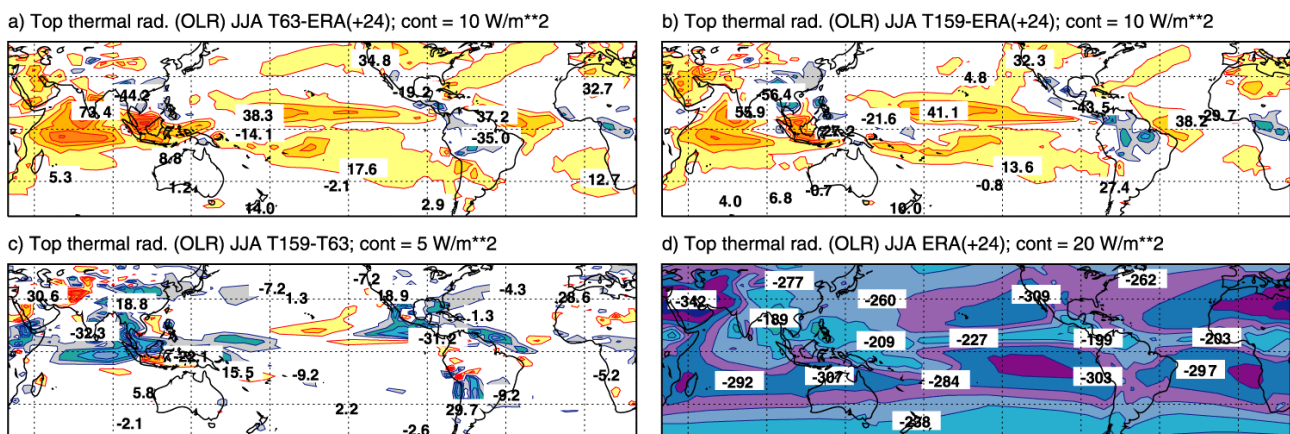 a) Top thermal rad. (OLR) JJA T63-ERA(+24); cont = 10 W/m**2
34.8
-44.2 -19.2 32.7
73.4 38.3 37.2
-14.1 -35.0
8.8 17.6
5.3 1.2 -2.1 12.7
14.0 2.9
b) Top thermal rad. (OLR) JJA T159-ERA(+24); cont = 10 W/m**2
32.3
4.8
-56.4 -43.5
55.9 -21.6 41.1 38.2 29.7
-27.2
13.6
-0.7 -0.8 27.4
4.0 6.8 10.0
c) Top thermal rad. (OLR) JJA T159-T63; cont = 5 W/m**2
-7.2
30.6 18.8 -7.2 1.3 18.9 -4.3 28.6
-32.3 -31.2 1.3
15.5 -9.2 -5.2
5.8 -9.2
2.2 29.7
-2.1 -2.6
d) Top thermal rad. (OLR) JJA ERA(+24); cont = 20 W/m**2
-277 -262
-342 -260 -309
-189
-209 -227 -199 -203
-292 -307 -284 -303 -297
-238